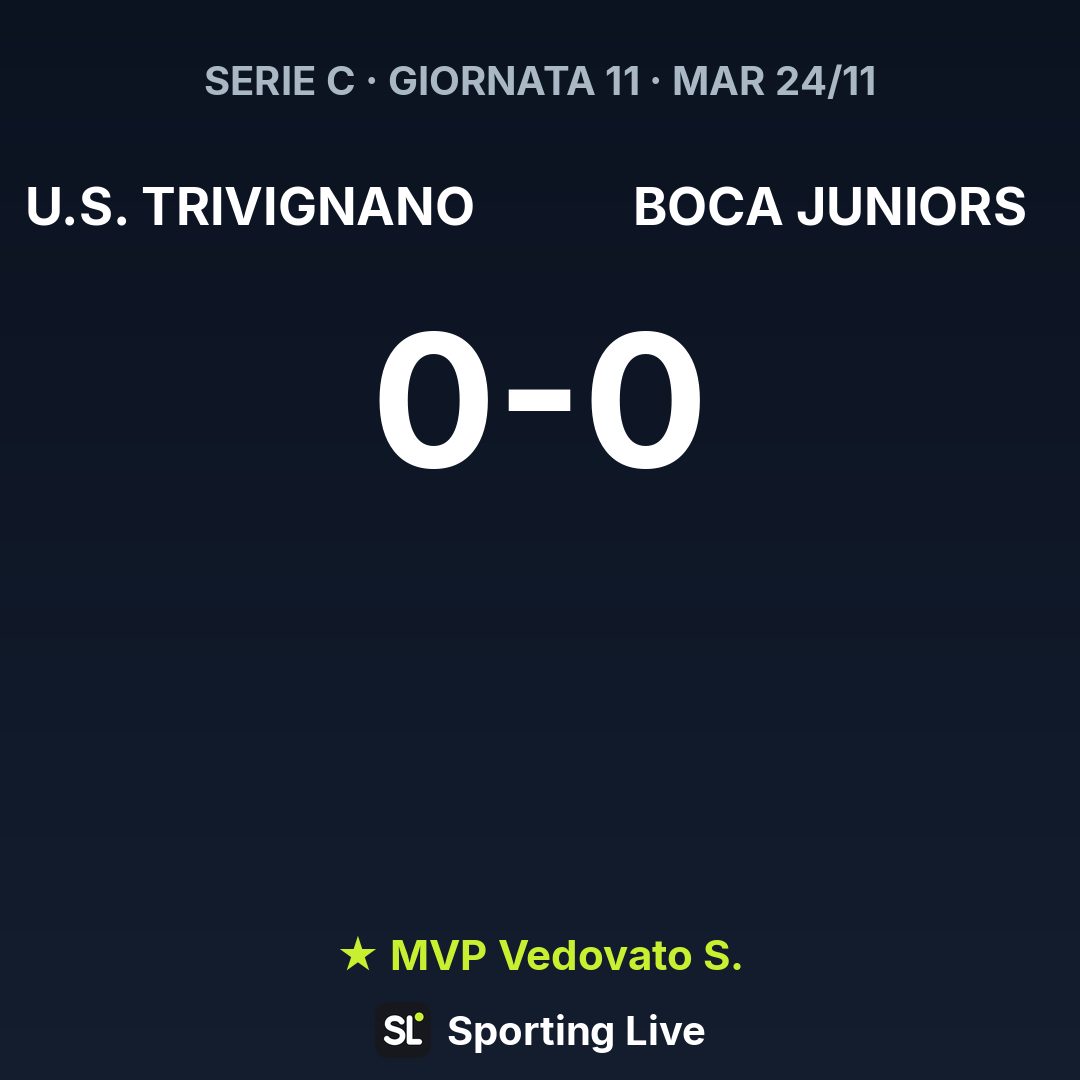 SERIE C · GIORNATA 11 · MAR 24/11
U.S. TRIVIGNANO BOCA JUNIORS
0-0
★ MVP Vedovato S.
SL Sporting Live